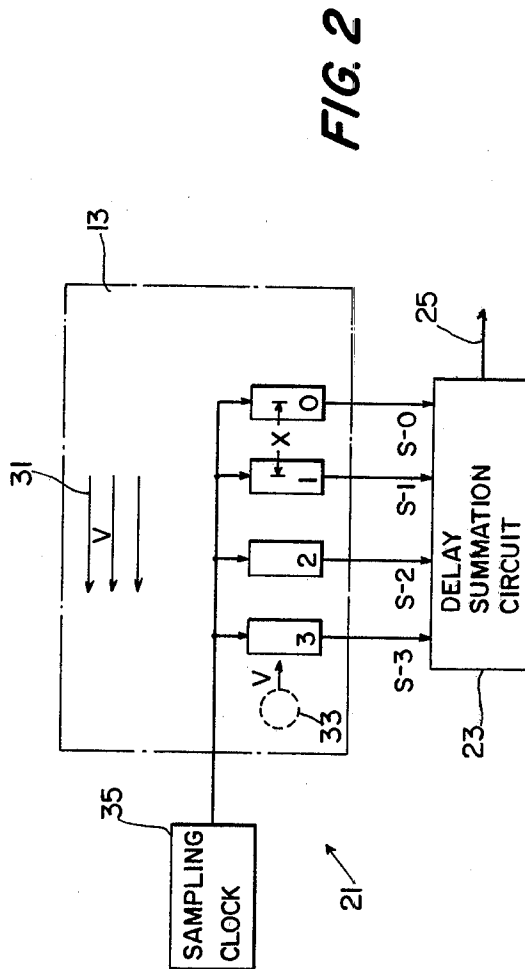 FIG. 2
31
V
13
35
SAMPLING
CLOCK
V
33
3
2
1
X
0
21
S-3
S-2
S-1
S-0
25
23
DELAY
SUMMATION
CIRCUIT